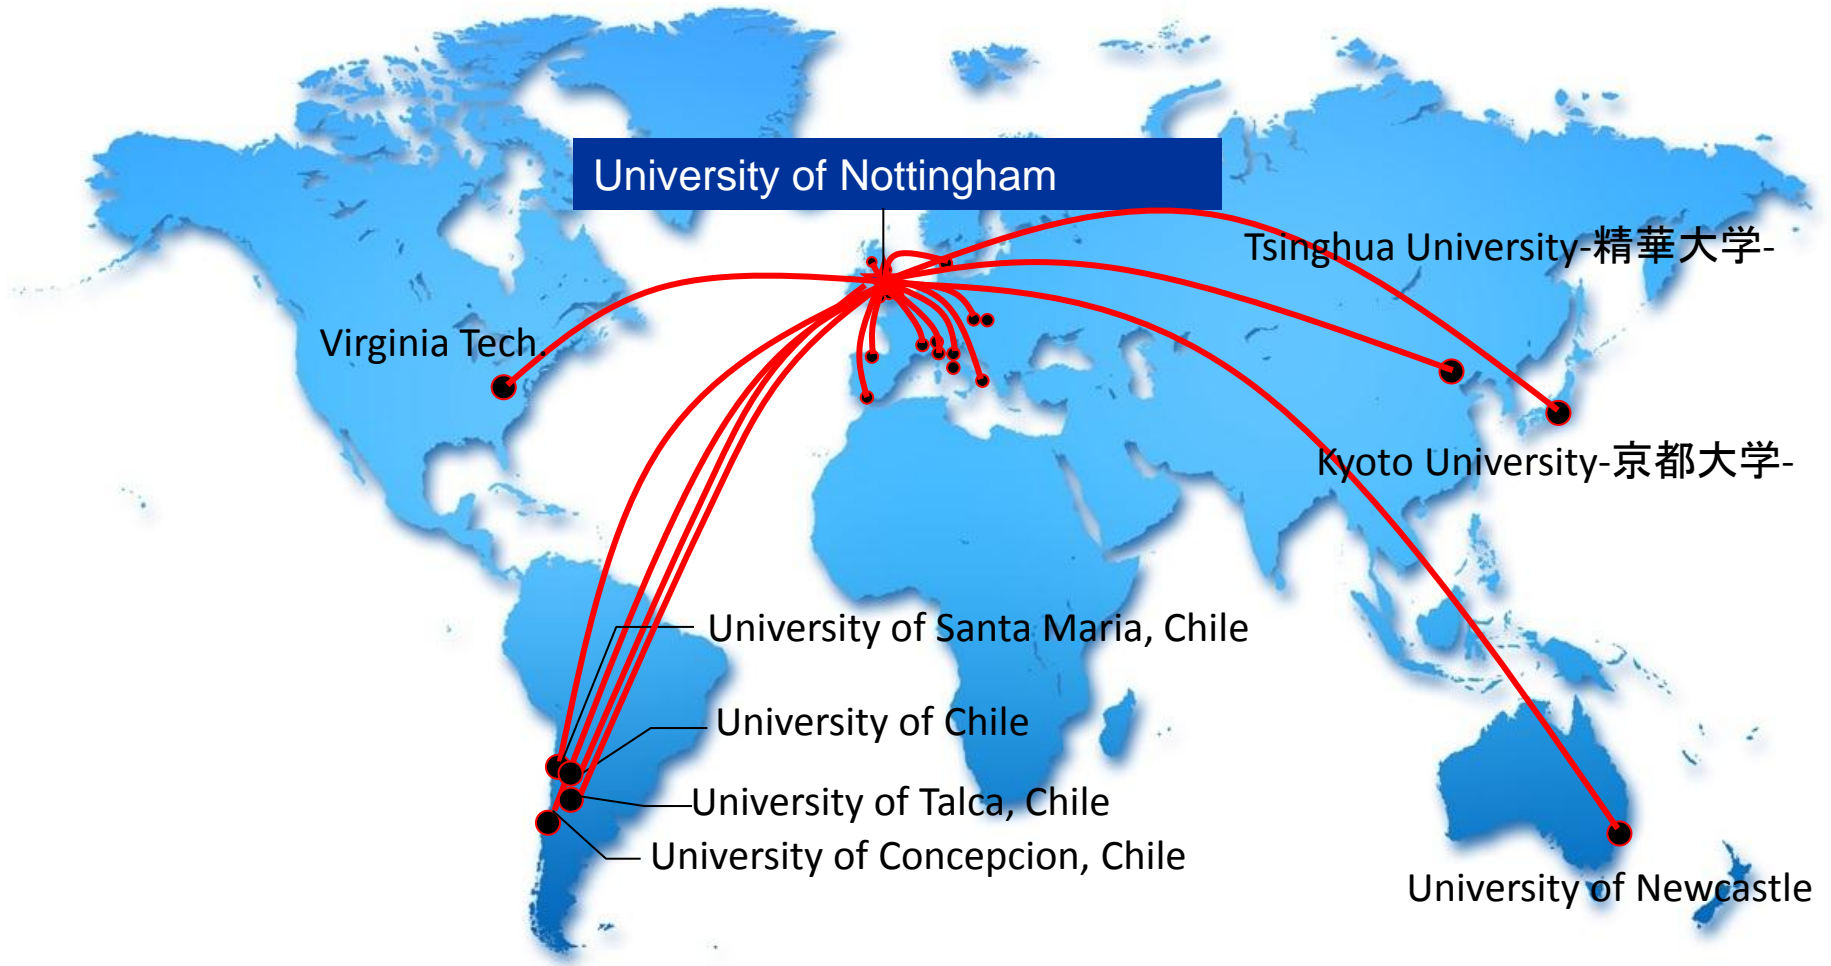 University of Nottingham
Tsinghua University-精華大学-
Virginia Tech.
Kyoto University-京都大学-
University of Santa Maria, Chile
University of Chile
University of Talca, Chile
University of Concepcion, Chile
University of Newcastle